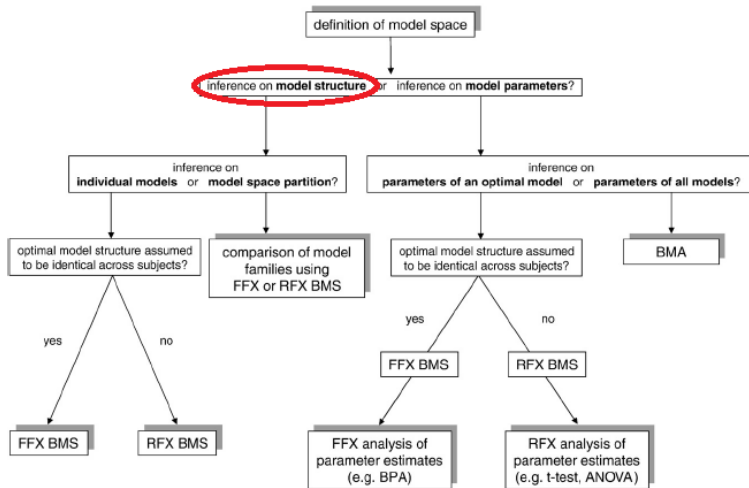 definition of model space
inference on model structure or inference on model parameters?
inference on
individual models or model space partition?
inference on
parameters of an optimal model or parameters of all models?
optimal model structure assumed
to be identical across subjects?
comparison of model
families using
FFX or RFX BMS
optimal model structure assumed
to be identical across subjects?
BMA
yes
no
yes
no
FFX BMS
RFX BMS
FFX BMS
RFX BMS
FFX analysis of
parameter estimates
(e.g. BPA)
RFX analysis of
parameter estimates
(e.g. t-test, ANOVA)